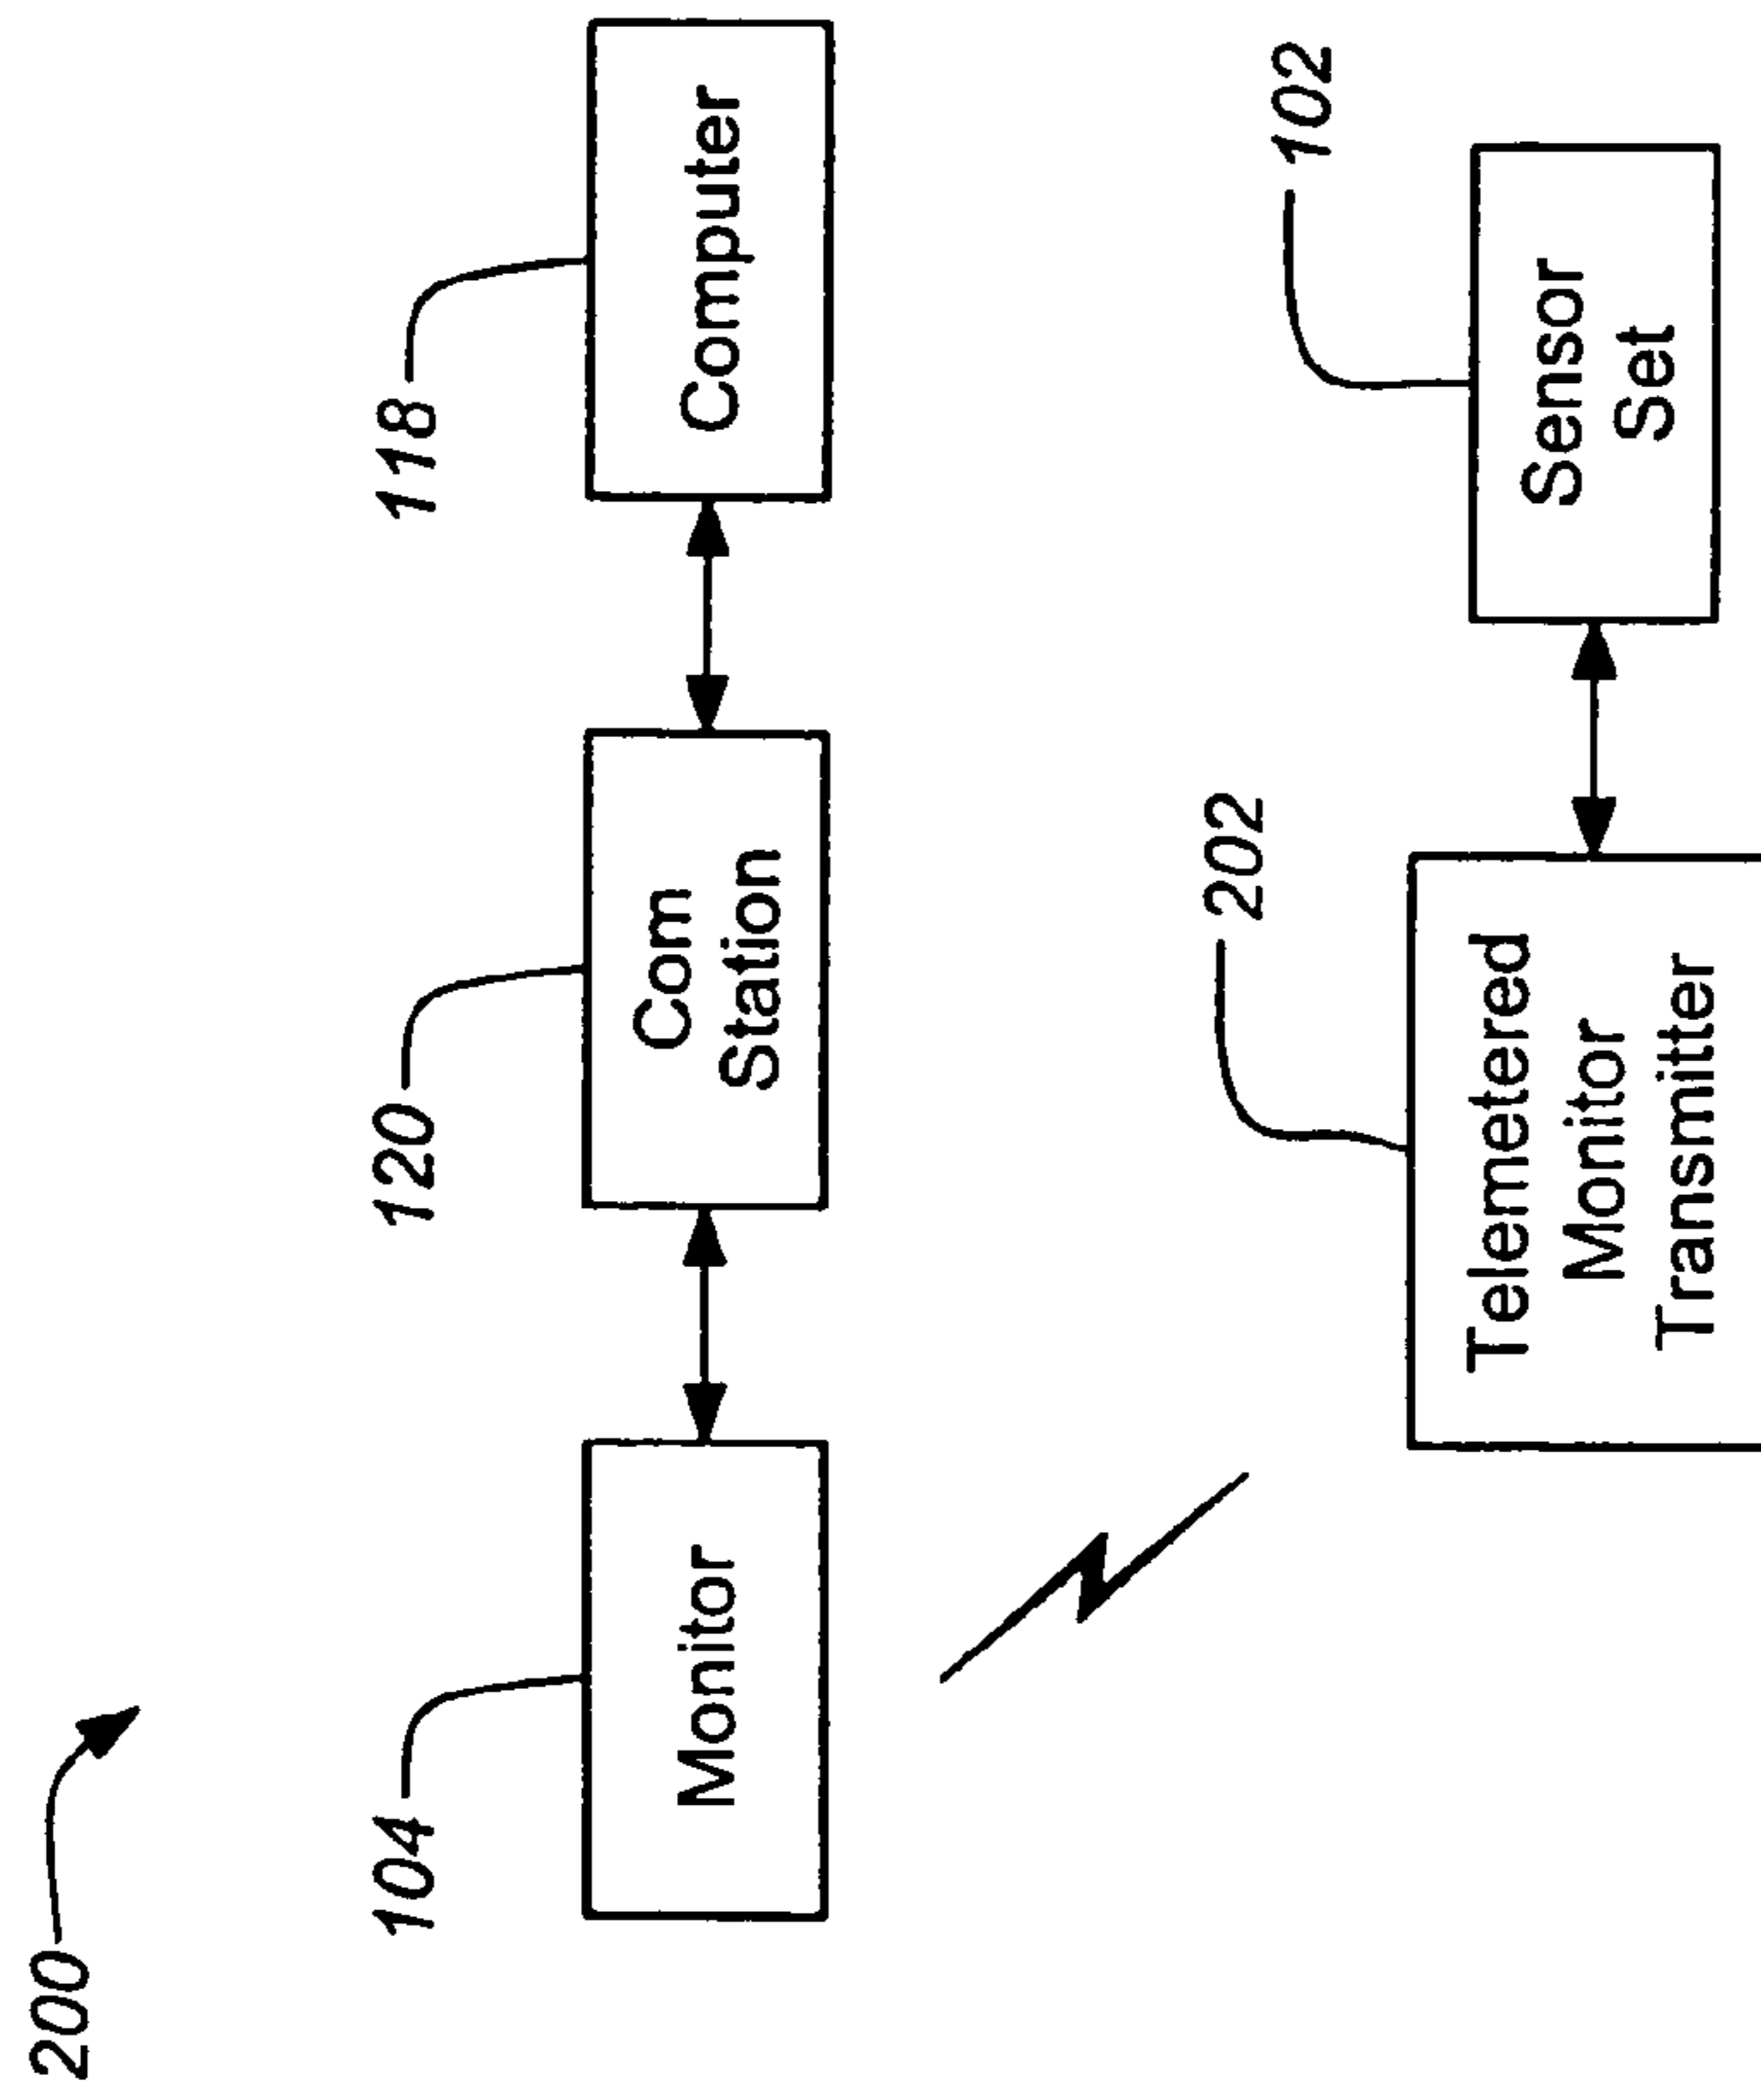 200
104
120
118
Monitor
Com
Station
Computer
202
102
Telemetered
Monitor
Transmitter
Sensor
Set